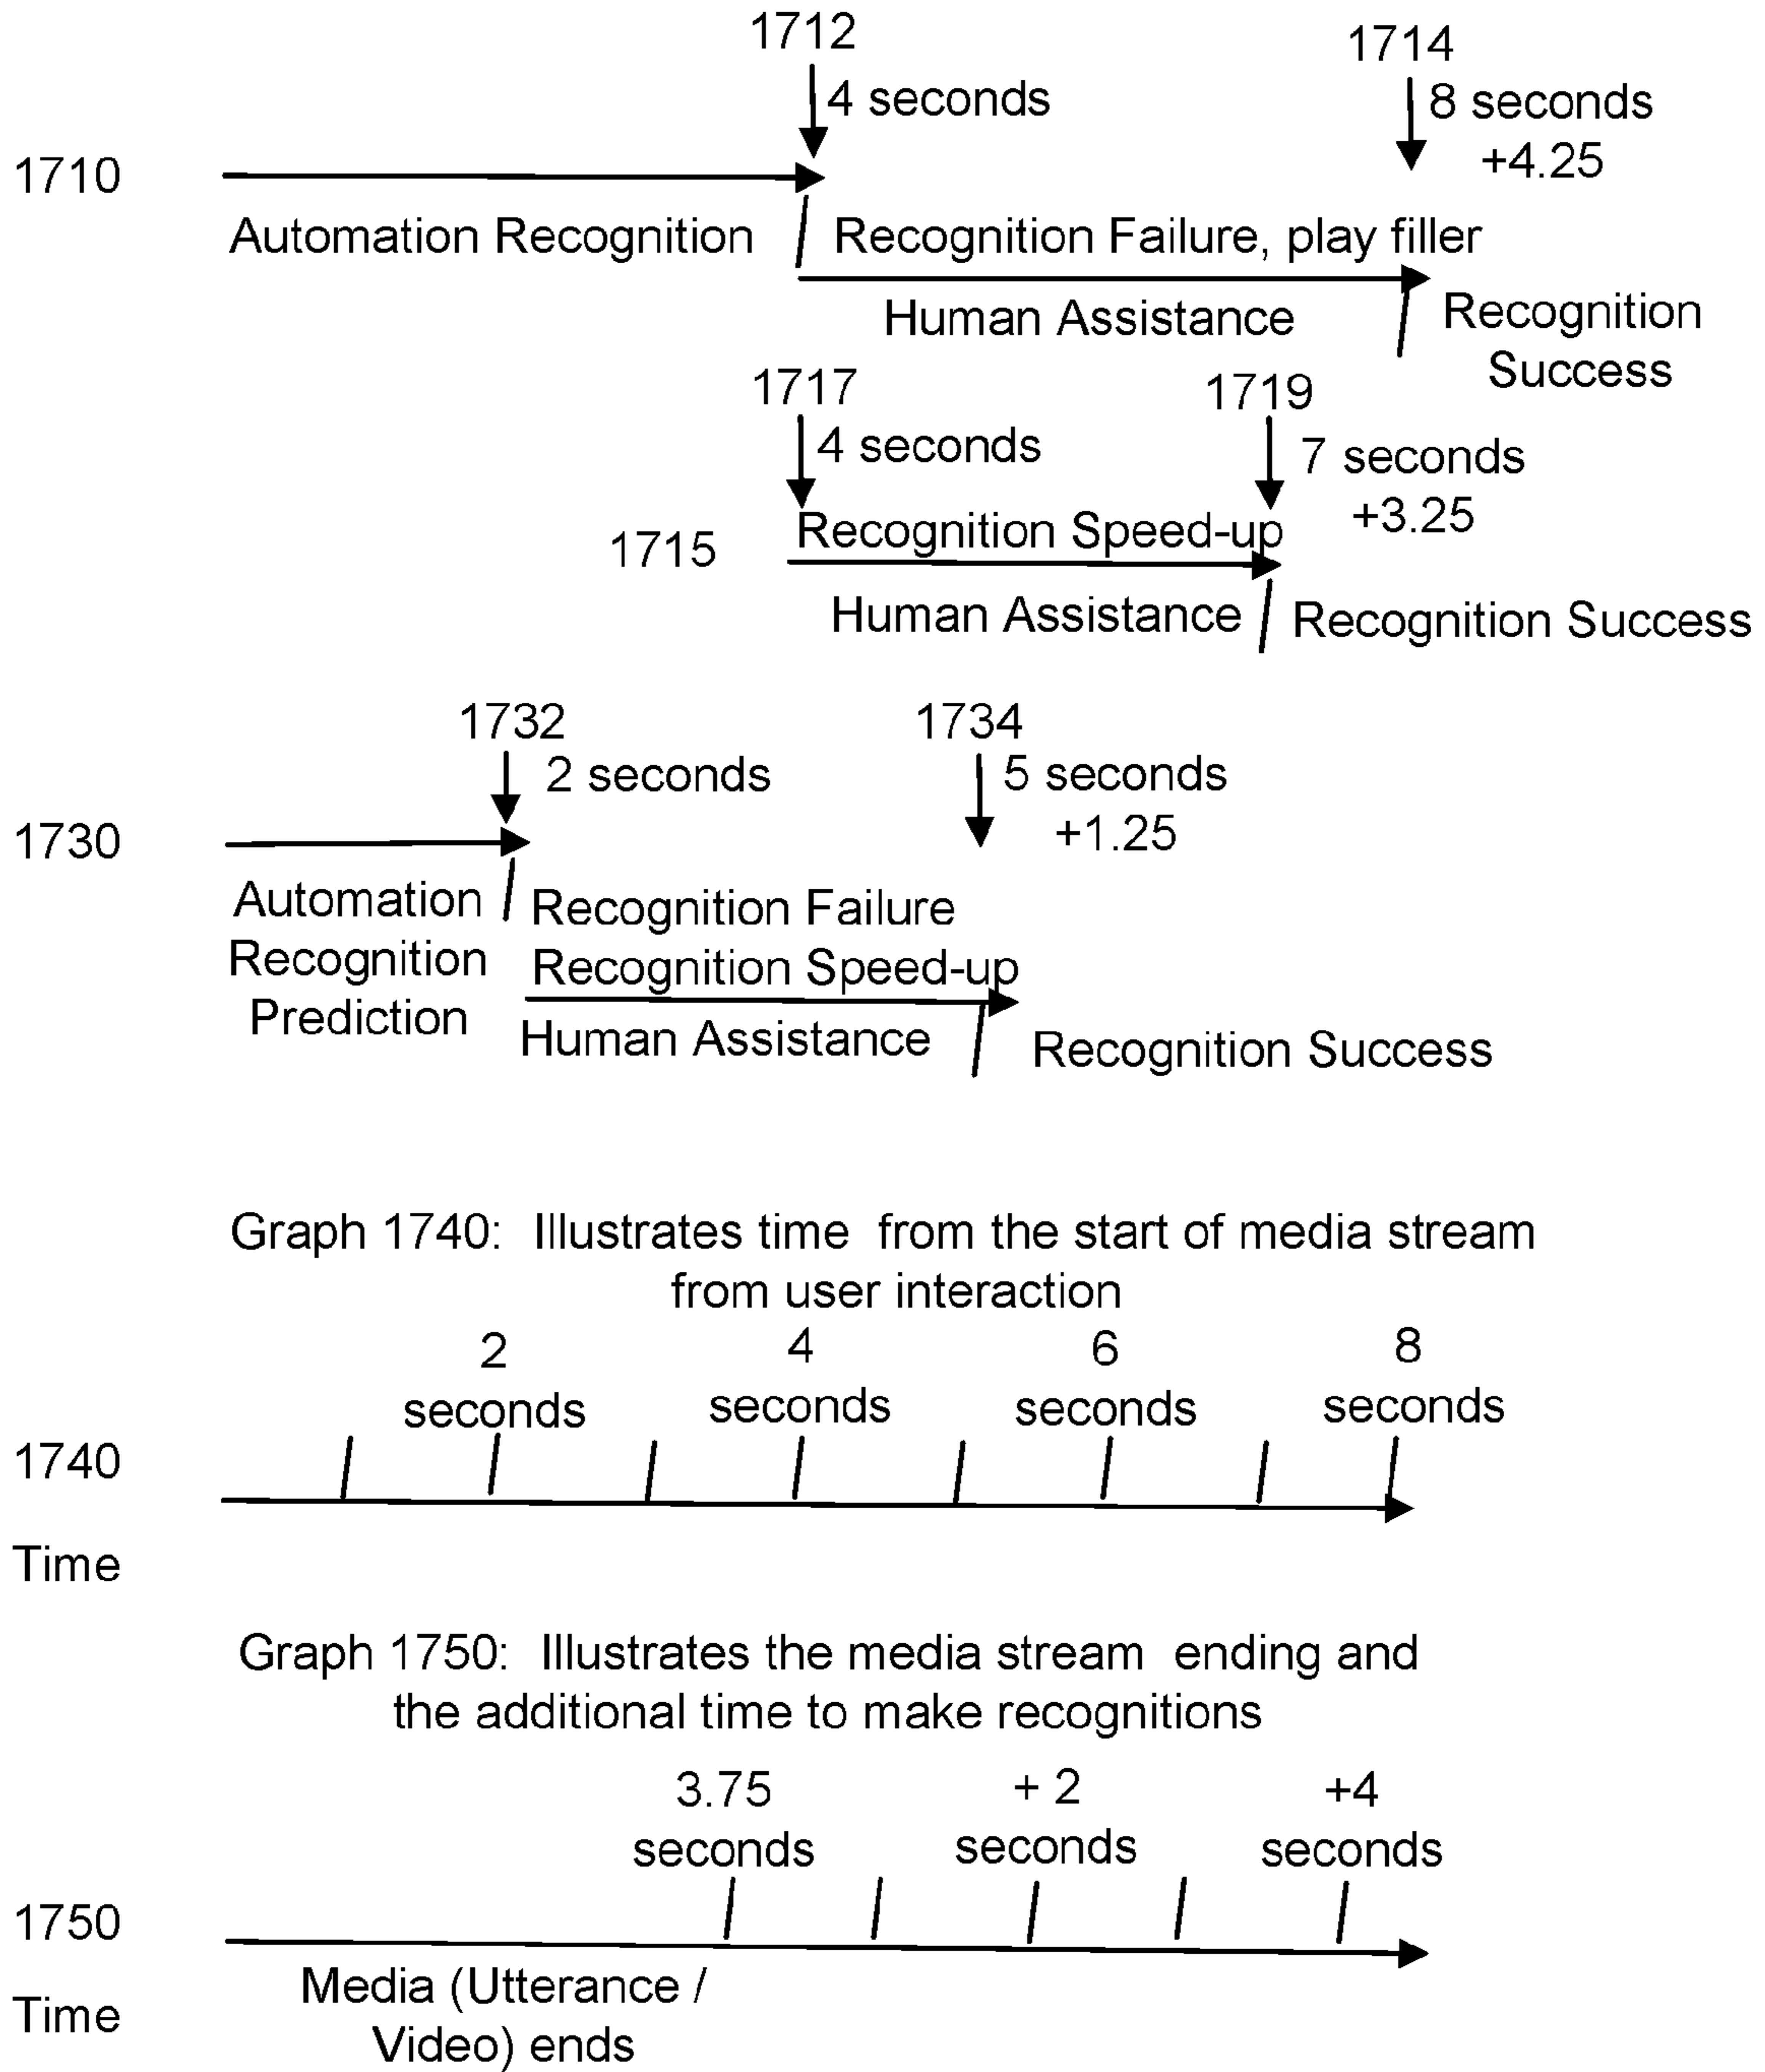 1712
1714
4 seconds
8 seconds
+4.25
1710
Automation Recognition
Recognition Failure, play filler
Human Assistance
Recognition
Success
1717
1719
4 seconds
7 seconds
+3.25
Recognition Speed-up
1715
Human Assistance
Recognition Success
1732
1734
2 seconds
5 seconds
+1.25
1730
Automation
Recognition
Prediction
Recognition Failure
Recognition Speed-up
Human Assistance
Recognition Success
Graph 1740: Illustrates time from the start of media stream
from user interaction
2
seconds
4
seconds
6
seconds
8
seconds
1740
Time
Graph 1750: Illustrates the media stream ending and
the additional time to make recognitions
3.75
seconds
+ 2
seconds
+4
seconds
1750
Time
Media (Utterance /
Video) ends